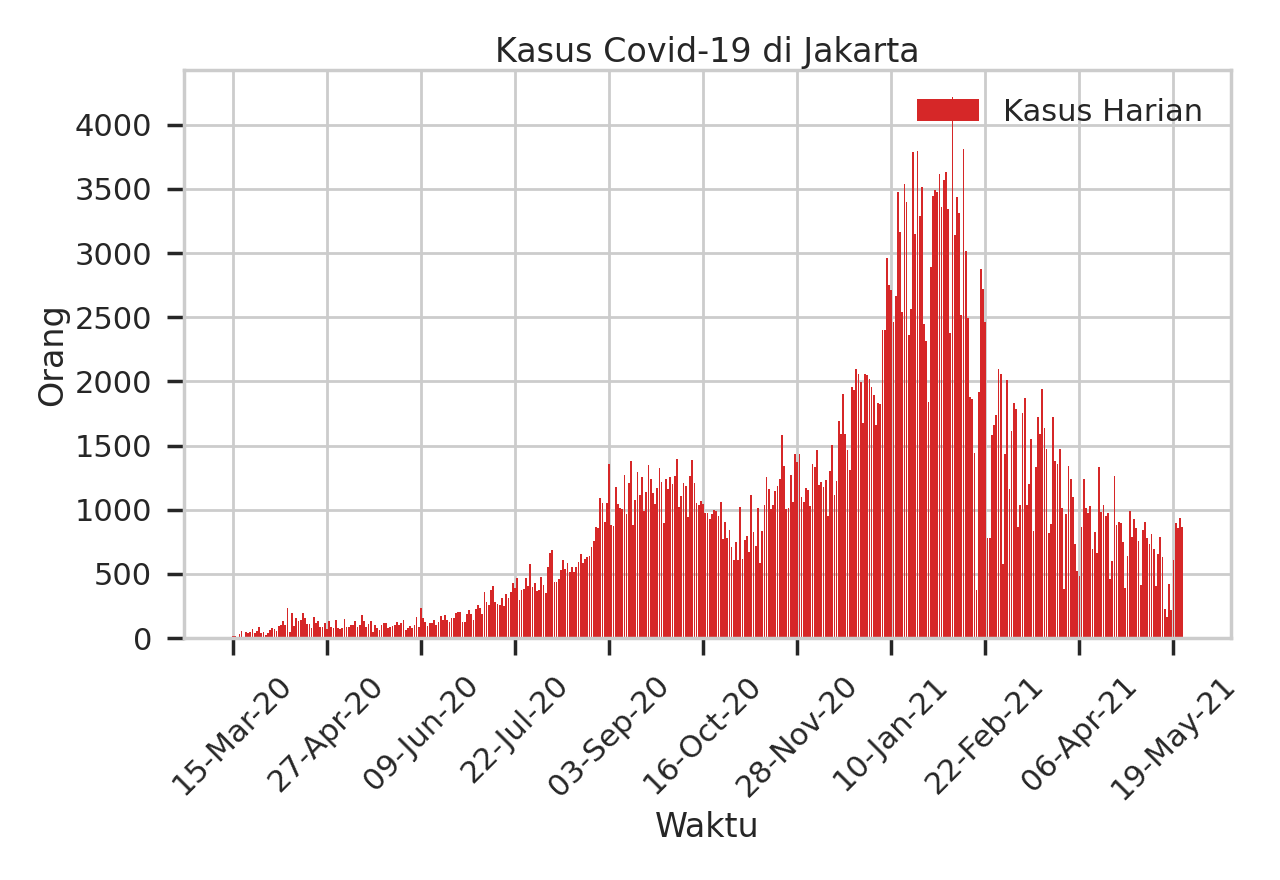 Kasus Covid-19 di Jakarta
Kasus Harian
4000
3500
3000
2500
2000
1500
1000
500
0
Orang
15-Mar-20
27-Apr-20
09-Jun-20
22-Jul-20
03-Sep-20
16-Oct-20
28-Nov-20
10-Jan-21
22-Feb-21
06-Apr-21
19-May-21
Waktu